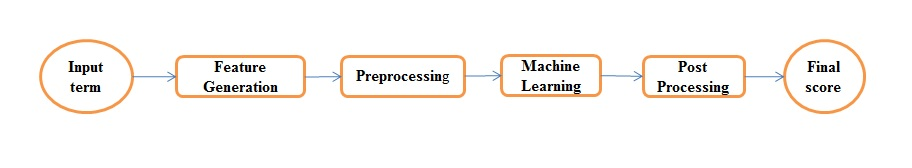 Input
term
Feature
Generation
Preprocessing
Machine
Learning
Post
Processing
Final
score